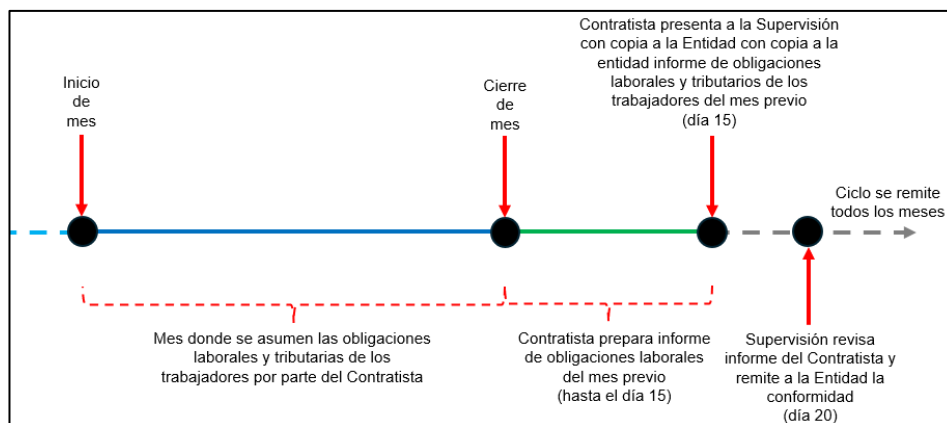 Inicio
de
mes
Cierre
de
mes
Contratista presenta a la Supervisión
con copia a la Entidad con copia a la
entidad informe de obligaciones
laborales y tributarios de los
trabajadores del mes previo
(día 15)
Ciclo se remite
todos los meses
Mes donde se asumen las obligaciones
laborales y tributarias de los
trabajadores por parte del Contratista
Contratista prepara informe
de obligaciones laborales
del mes previo
(hasta el día 15)
Supervisión revisa
informe del Contratista y
remite a la Entidad la
conformidad
(día 20)